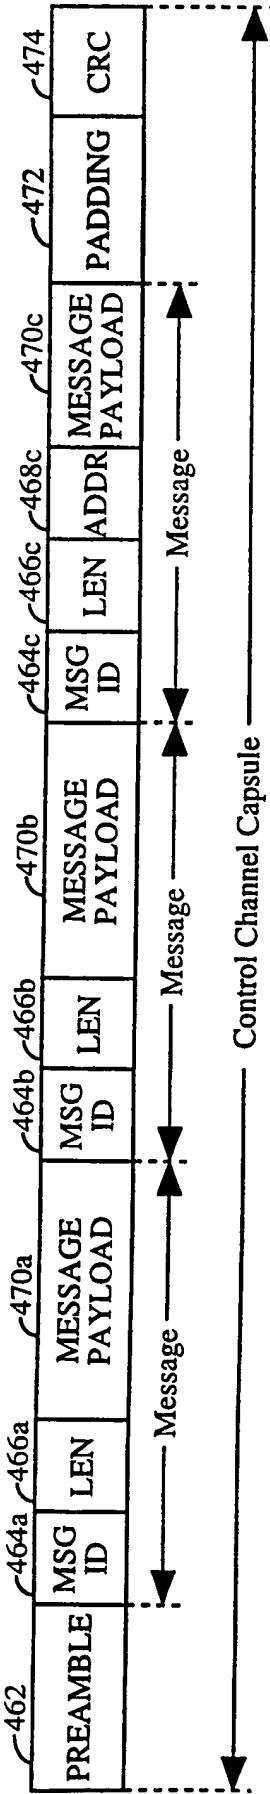 462
464a
466a
470a
464b
466b
470b
464c
466c
468c
470c
472
474
PREAMBLE
MSG
ID
LEN
MESSAGE
PAYLOAD
MSG
ID
LEN
MESSAGE
PAYLOAD
MSG
ID
LEN
ADDR
MESSAGE
PAYLOAD
PADDING
CRC
Message
Message
Message
Control Channel Capsule